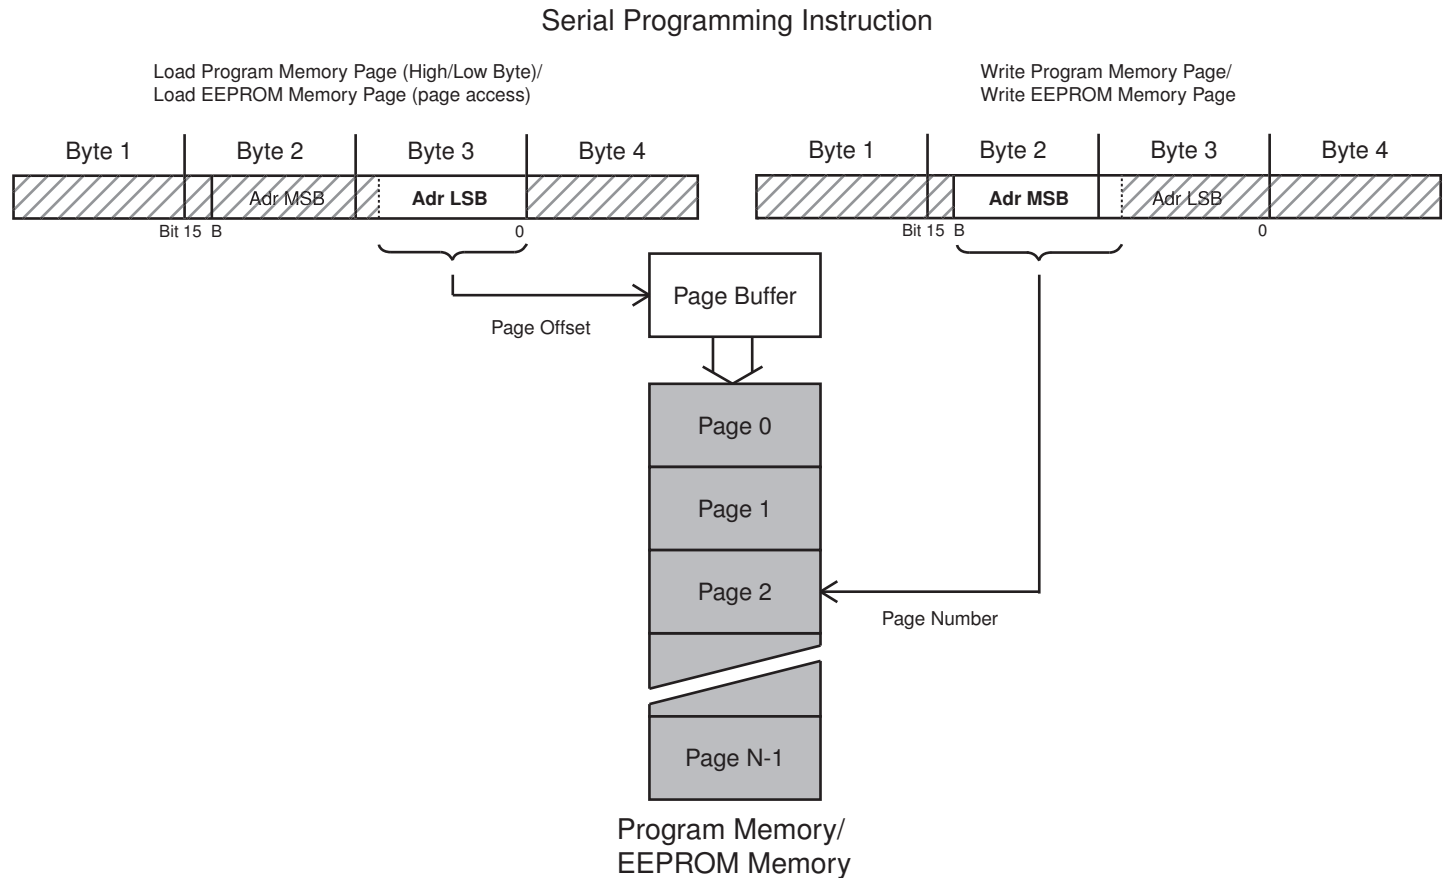 Serial Programming Instruction
Load Program Memory Page (High/Low Byte)/
Load EEPROM Memory Page (page access)
Write Program Memory Page/
Write EEPROM Memory Page
Byte 1 Byte 2 Byte 3 Byte 4
Byte 1 Byte 2 Byte 3 Byte 4
Adr MSB Adr LSB
Adr MSB Adr LSB
Bit 15 B 0
Bit 15 B 0
Page Buffer
Page Offset
Page 0
Page 1
Page 2
Page Number
Page N-1
Program Memory/
EEPROM Memory